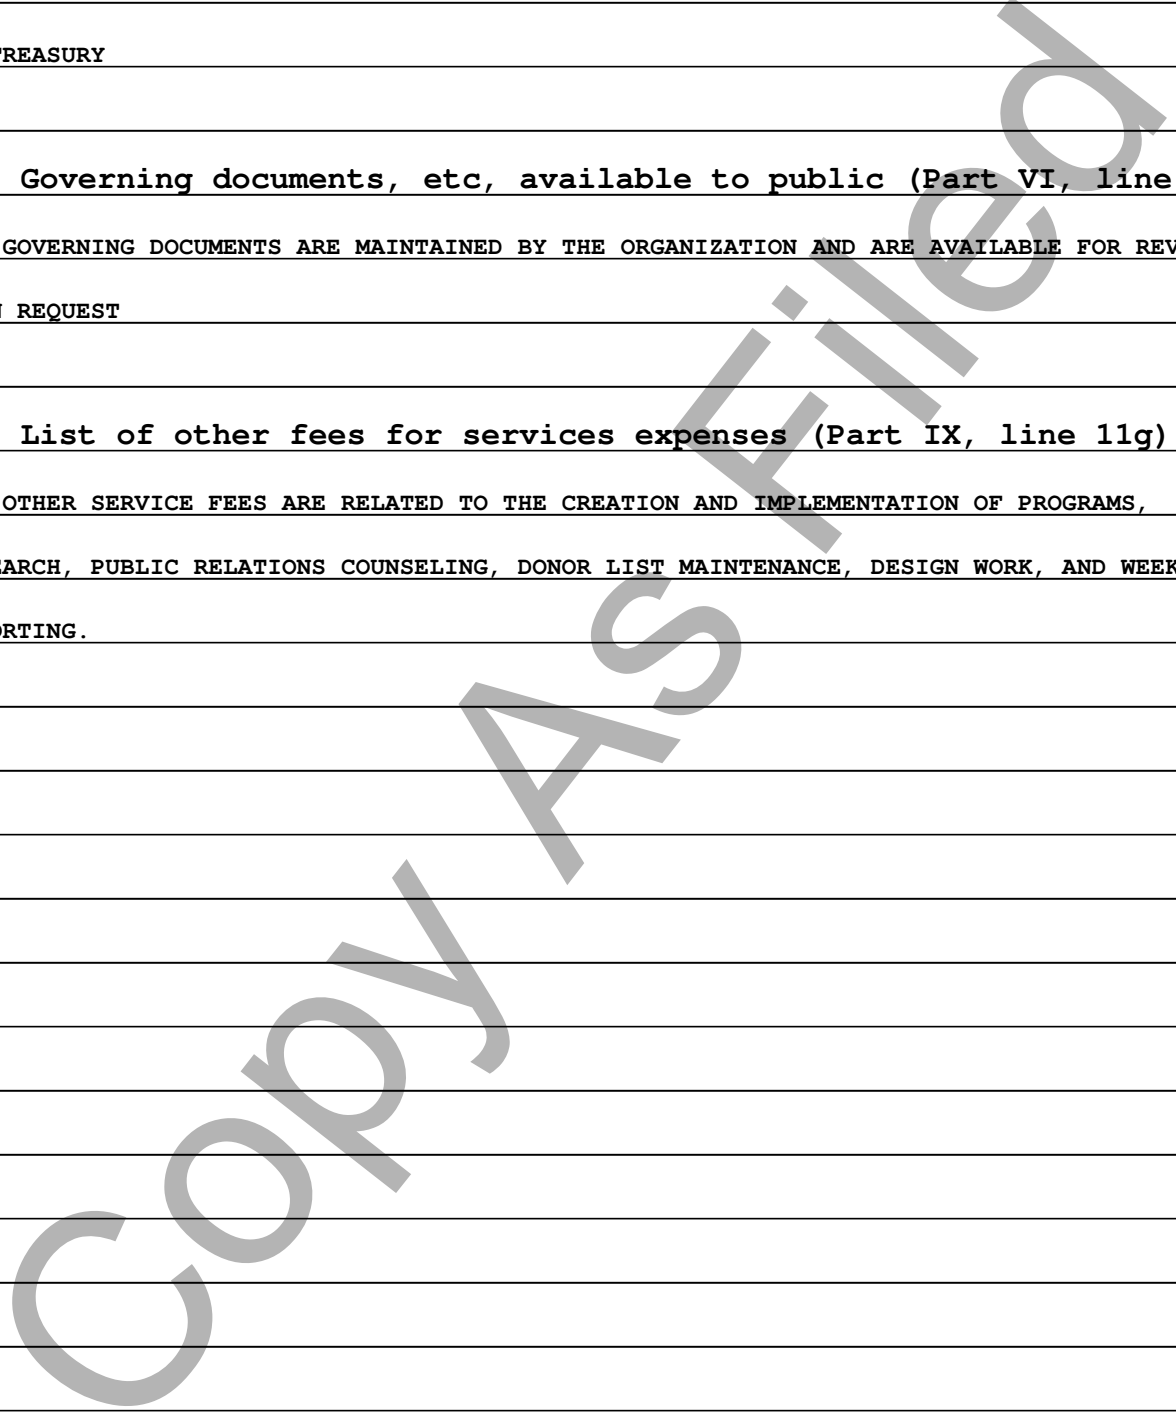 TREASURY
Governing documents, etc, available to public (Part VI, line
GOVERNING DOCUMENTS ARE MAINTAINED BY THE ORGANIZATION AND ARE AVAILABLE FOR REV
REQUEST
List of other fees for services expenses (Part IX, line 11g)
OTHER SERVICE FEES ARE RELATED TO THE CREATION AND IMPLEMENTATION OF PROGRAMS,
EARCH, PUBLIC RELATIONS COUNSELING, DONOR LIST MAINTENANCE, DESIGN WORK, AND WEEK
ORTING.
Copy As Filed